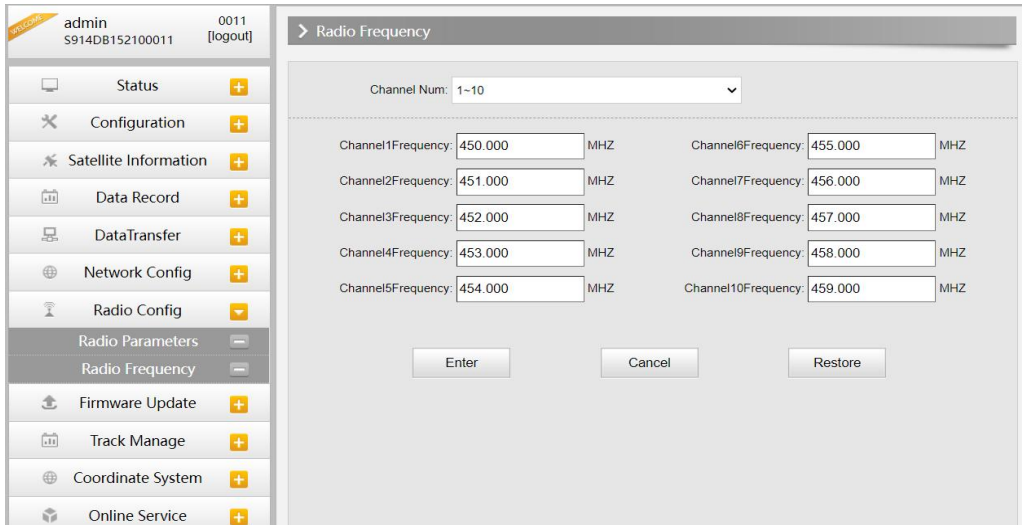 WELCOME
admin
0011
S914DB152100011
[logout]
Status
Configuration
Satellite Information
Data Record
DataTransfer
Network Config
Radio Config
Radio Parameters
Radio Frequency
Firmware Update
Track Manage
Coordinate System
Online Service
Radio Frequency
Channel Num: 1~10
Channel1Frequency: 450.000 MHZ
Channel6Frequency: 455.000 MHZ
Channel2Frequency: 451.000 MHZ
Channel7Frequency: 456.000 MHZ
Channel3Frequency: 452.000 MHZ
Channel8Frequency: 457.000 MHZ
Channel4Frequency: 453.000 MHZ
Channel9Frequency: 458.000 MHZ
Channel5Frequency: 454.000 MHZ
Channel10Frequency: 459.000 MHZ
Enter
Cancel
Restore